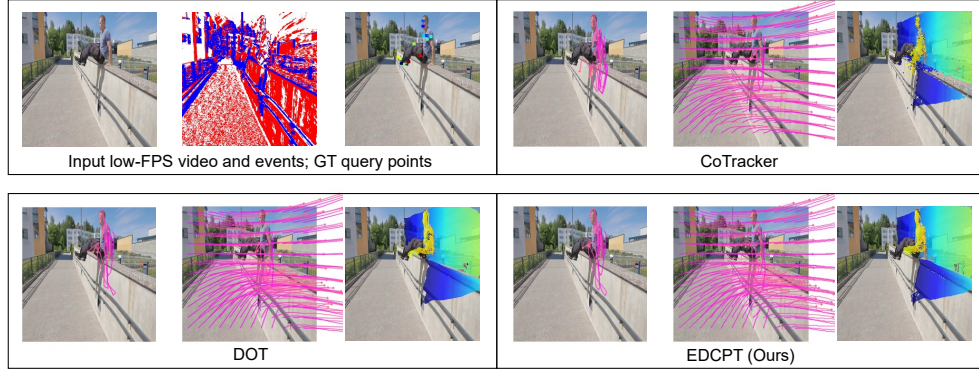 Input low-FPS video and events; GT query points
CoTracker
DOT
EDCPT (Ours)